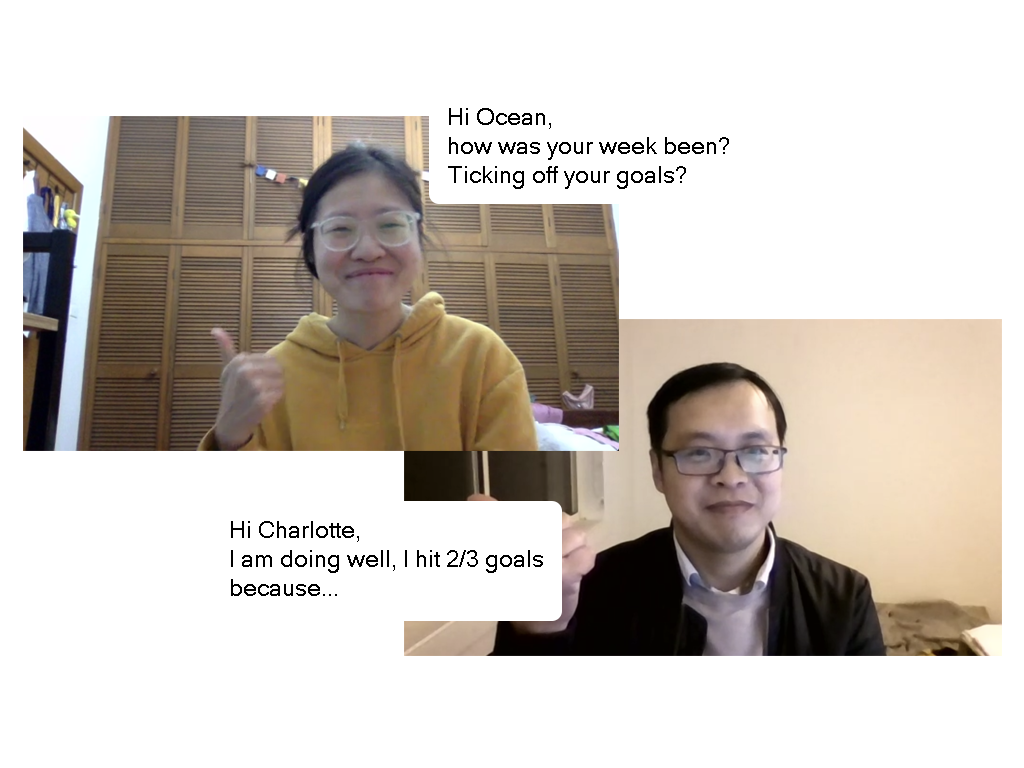 Hi Ocean,
how was your week been?
Ticking off your goals?
Hi Charlotte,
I am doing well, I hit 2/3 goals
because...